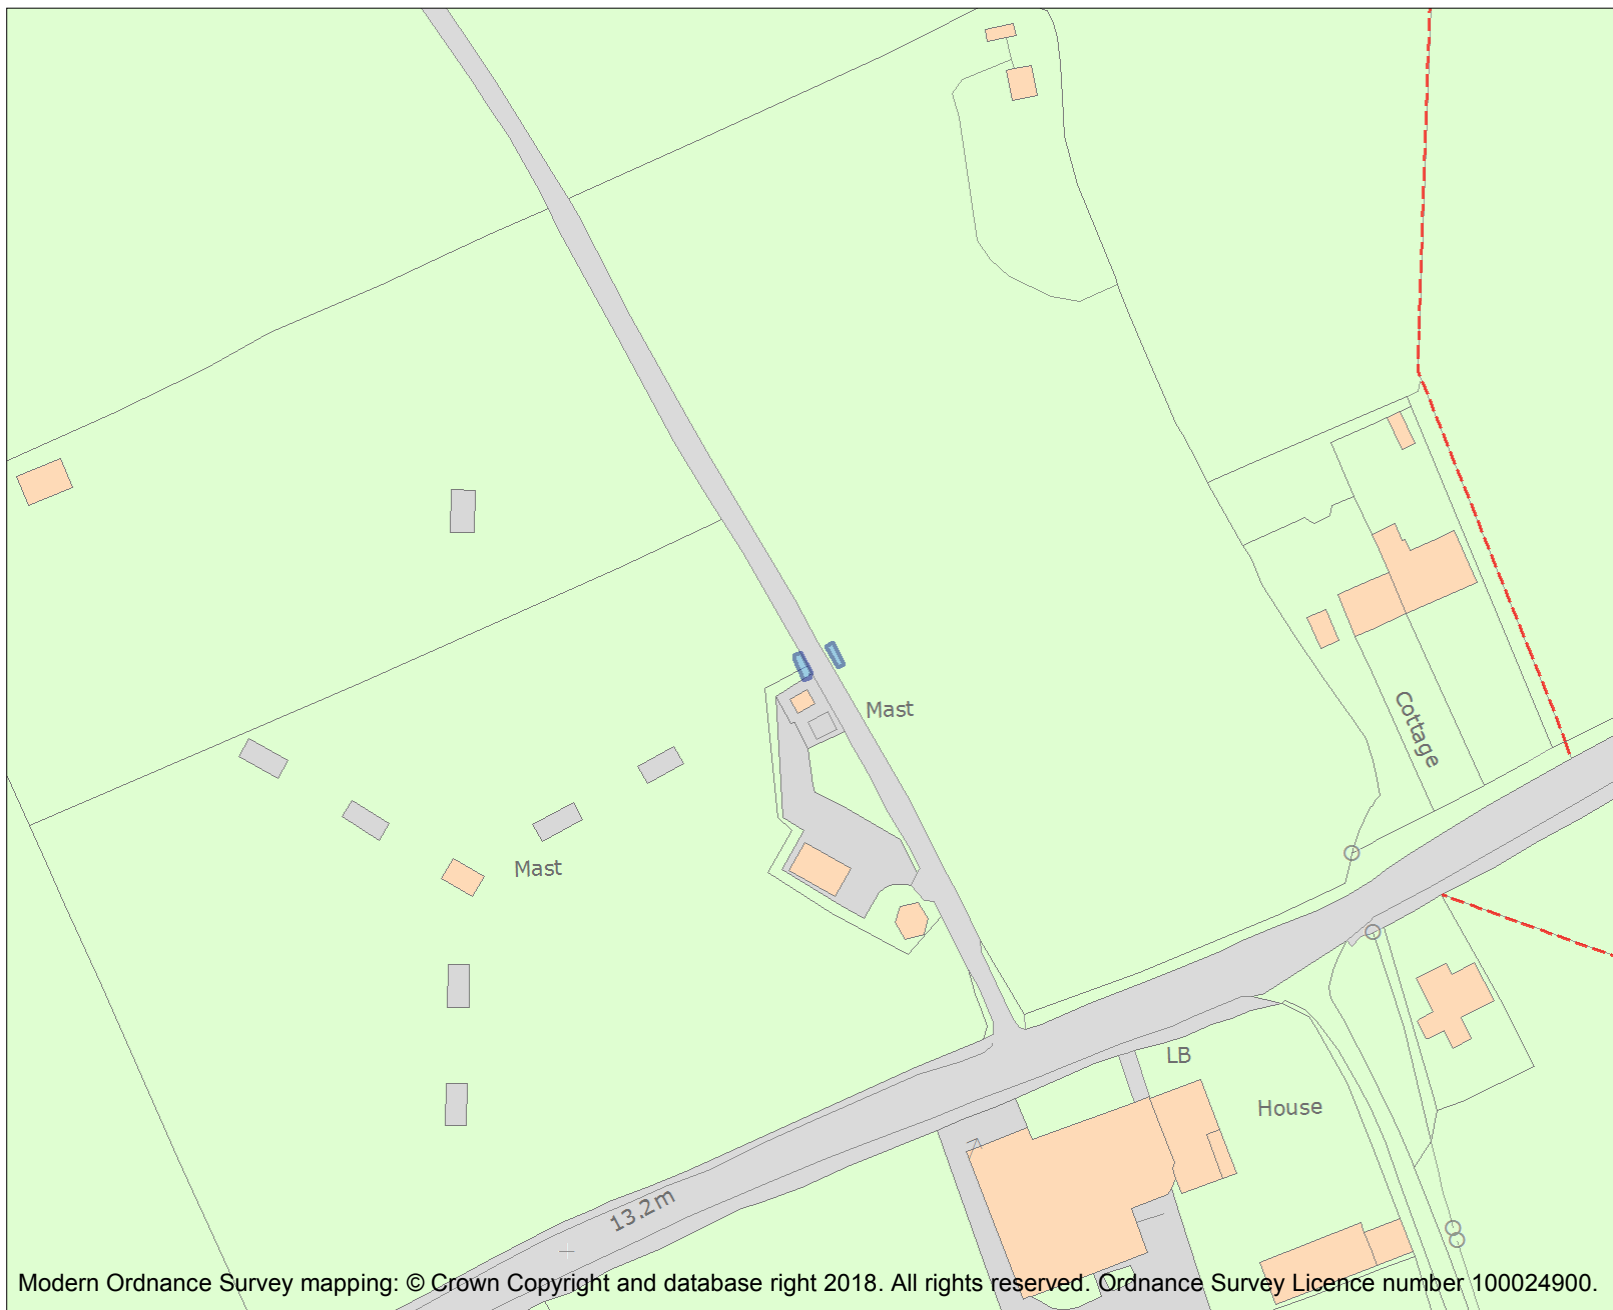 Mast
Cottage
Mast
LB
House
13.2m
Modern Ordnance Survey mapping: © Crown Copyright and database right 2018. All rights reserved. Ordnance Survey Licence number 100024900.